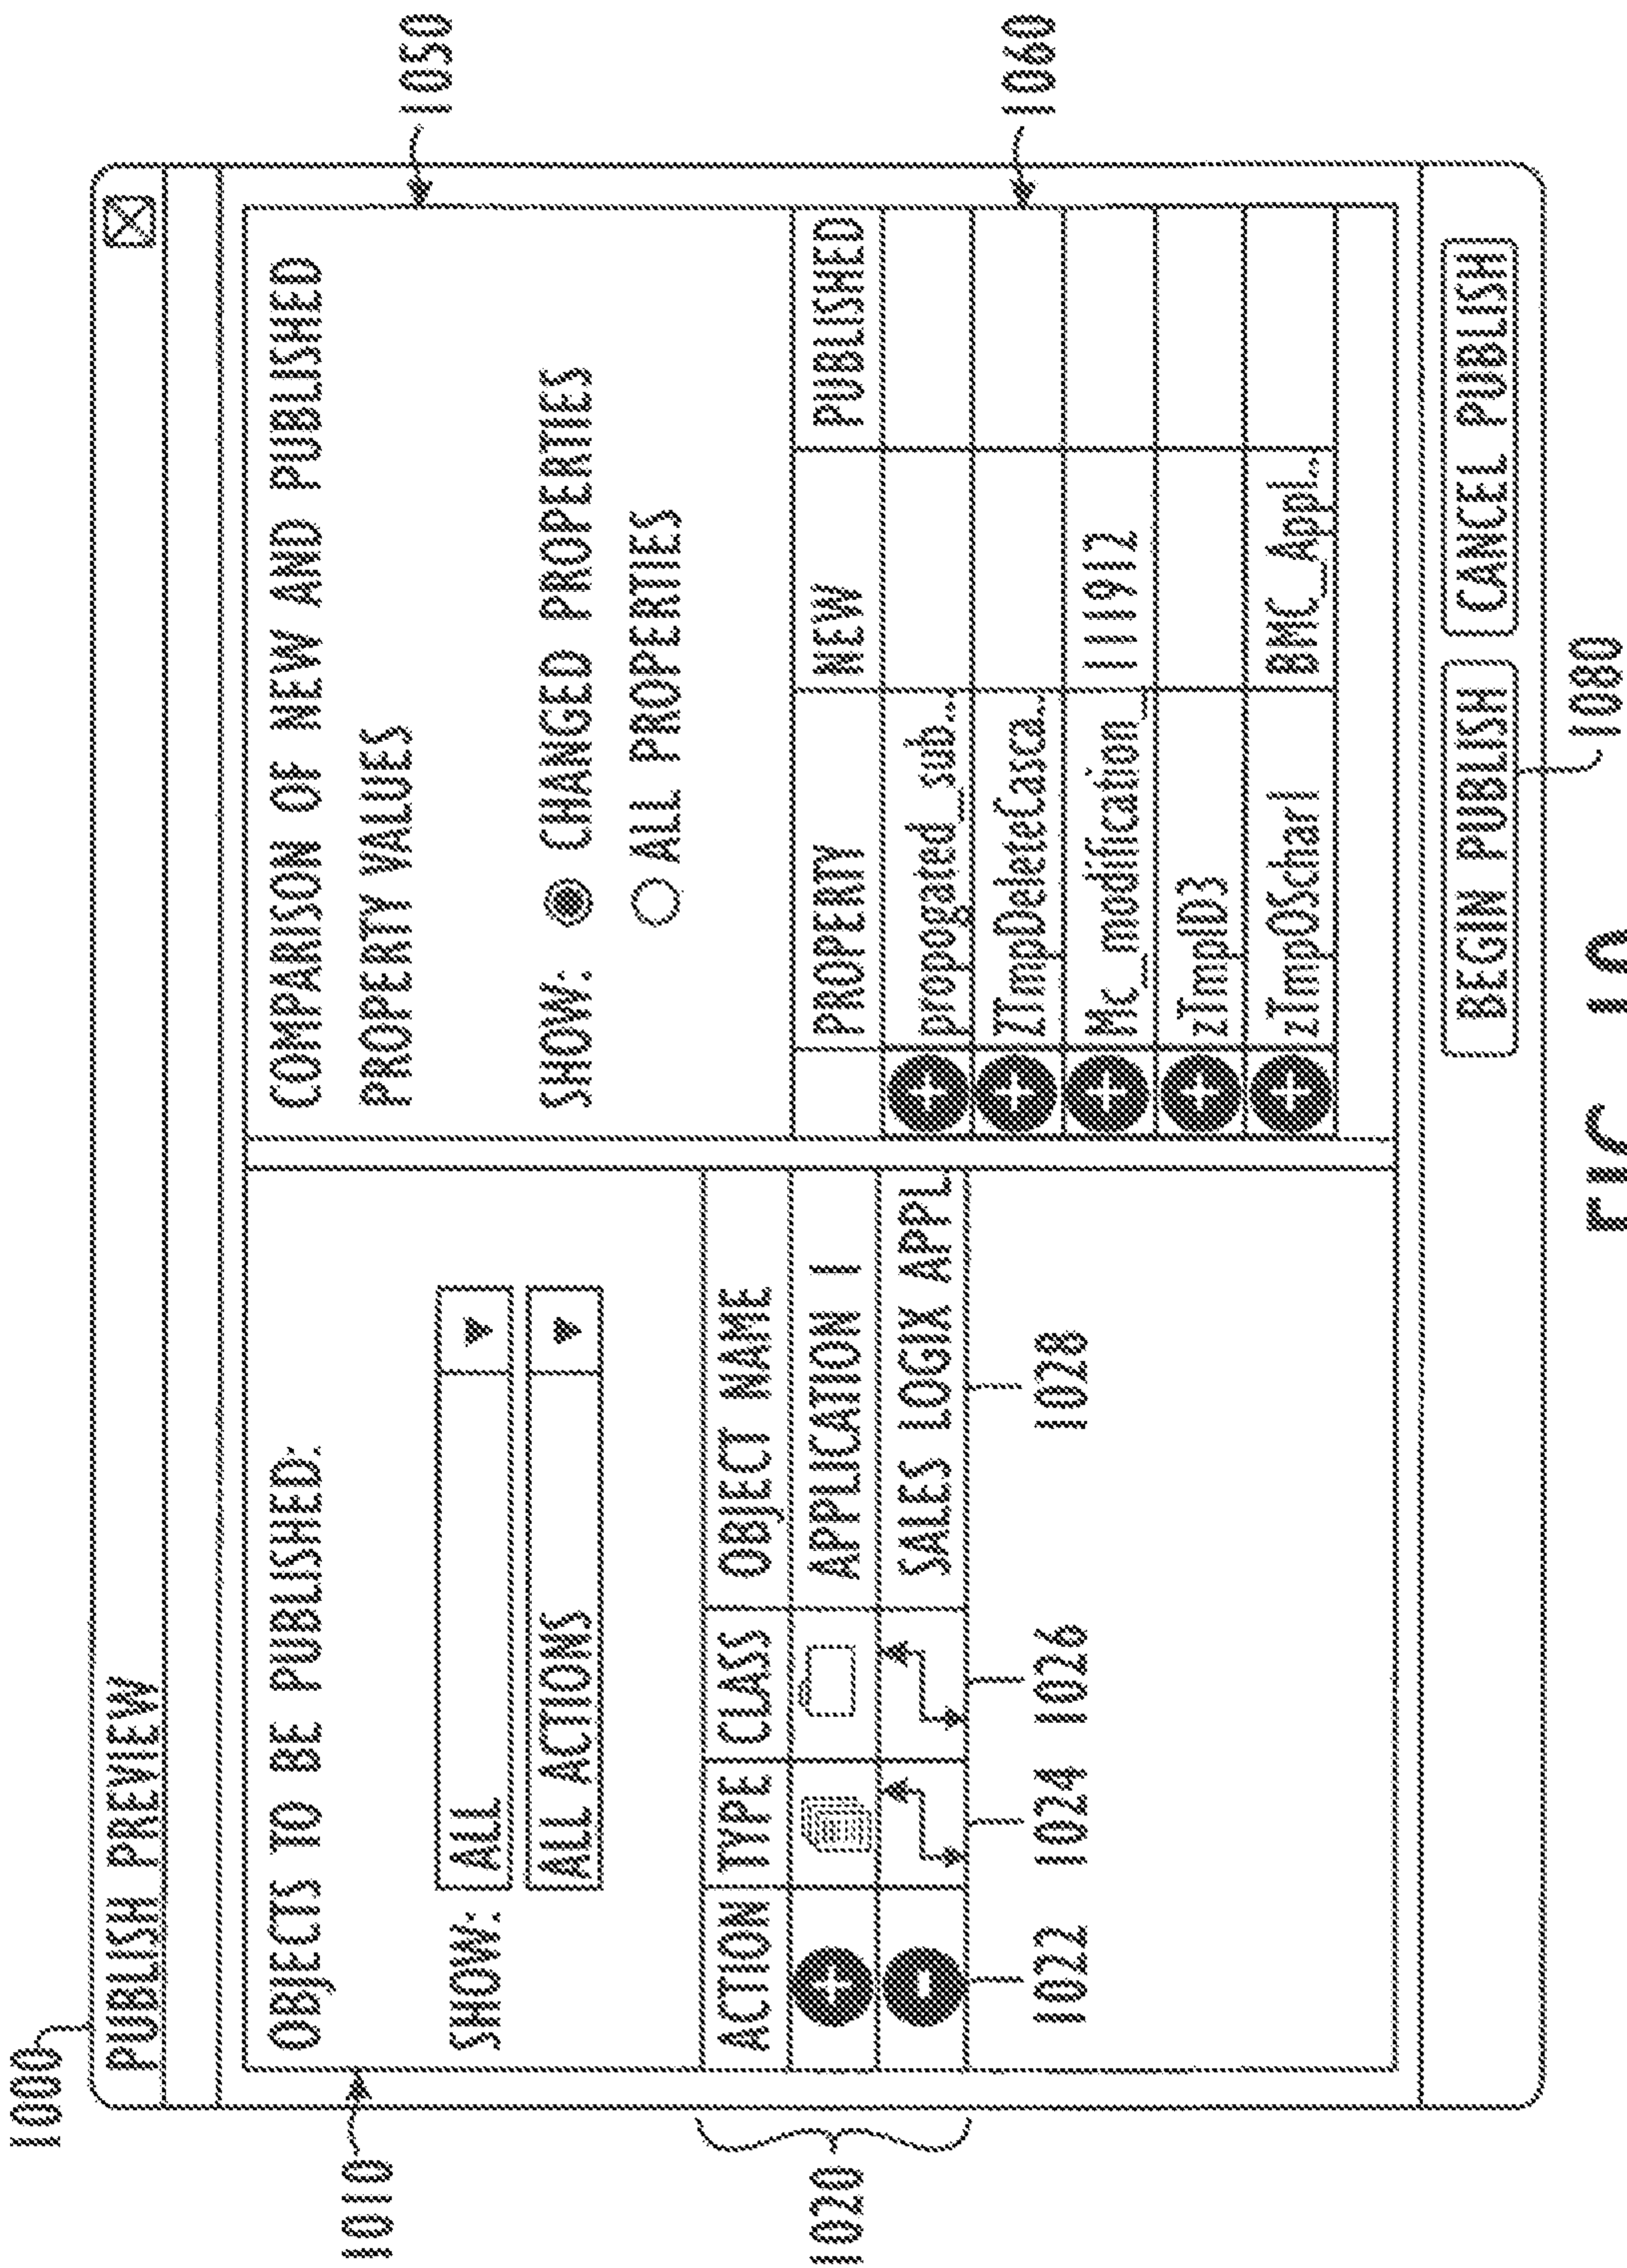 1000
PUBLISH PREVIEW
1010
OBJECTS TO BE PUBLISHED:
SHOW: ALL
ALL ACTIONS
1020
ACTION TYPE CLASS OBJECT NAME
APPLICATION 1
SALES LOGIX APPL
1022 1024 1026 1028
1050
COMPARISON OF NEW AND PUBLISHED
PROPERTY VALUES
SHOW: CHANGED PROPERTIES
ALL PROPERTIES
PROPERTY NEW PUBLISHED
1060
propogated_sub...
ZTmpDeleteCasca...
Mc_modification_ 111912
zTmpID3
zTmpOSchar1 BMC_Appl...
BEGIN PUBLISH CANCEL PUBLISH
1080